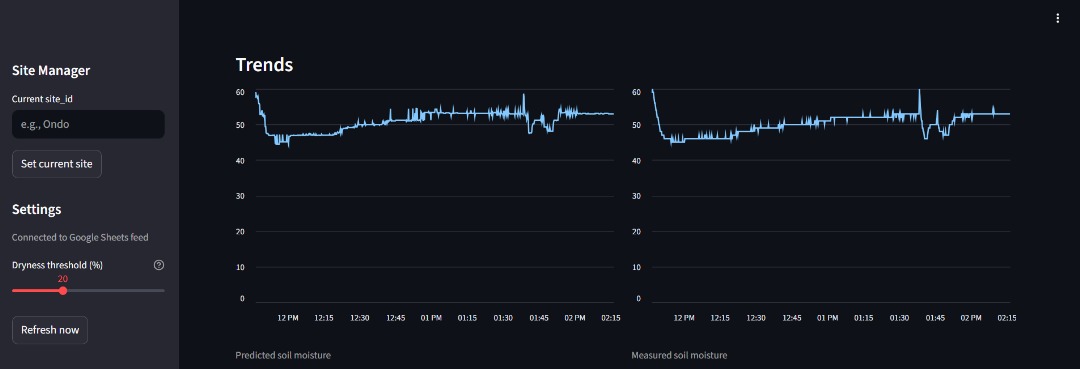 Site Manager
Current site_id
e.g., Ondo
Set current site
Settings
Connected to Google Sheets feed
Dryness threshold (%)
20
Refresh now
Trends
60
50
40
30
20
10
0
12 PM 12:15 12:30 12:45 01 PM 01:15 01:30 01:45 02 PM 02:15
Predicted soil moisture
60
50
40
30
20
10
0
12 PM 12:15 12:30 12:45 01 PM 01:15 01:30 01:45 02 PM 02:15
Measured soil moisture